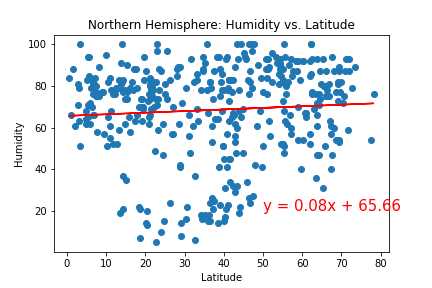 Northern Hemisphere: Humidity vs. Latitude
100
80
60
40
20
Humidity
y = 0.08x + 65.66
0 10 20 30 40 50 60 70 80
Latitude